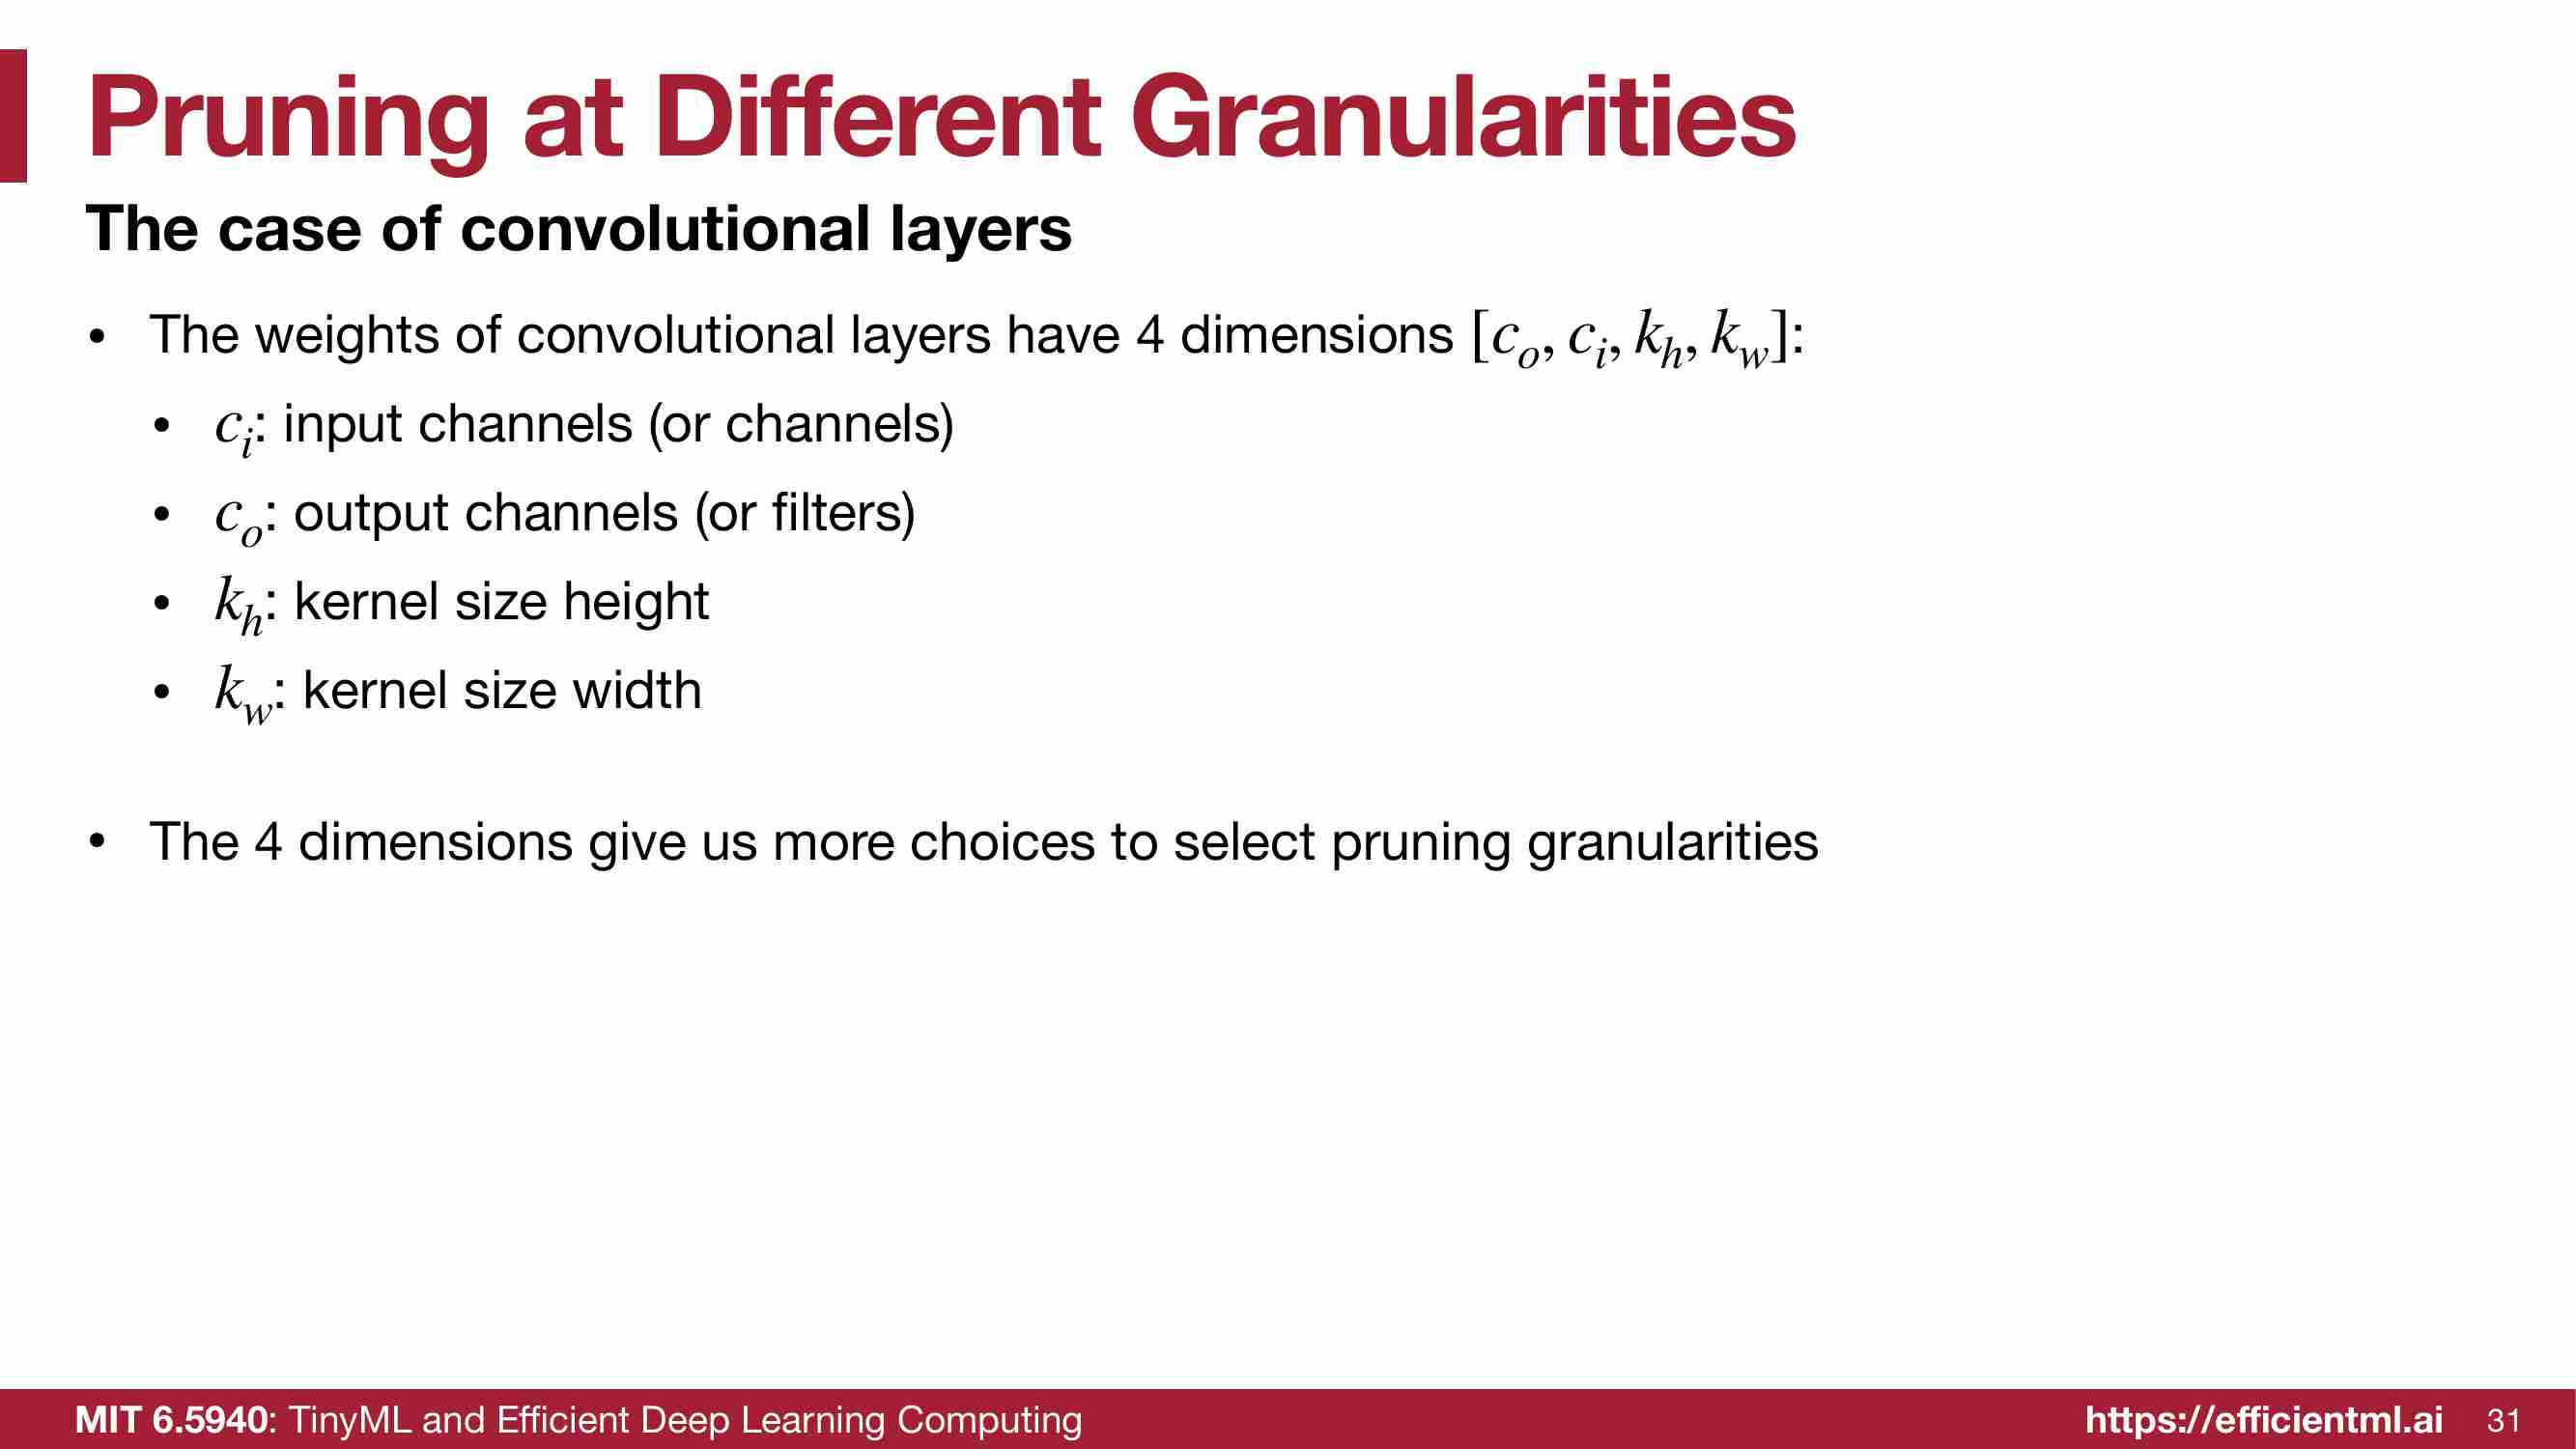 Pruning at Different Granularities
The case of convolutional layers
• The weights of convolutional layers have 4 dimensions [c_o, c_i, k_h, k_w]:
• c_i: input channels (or channels)
• c_o: output channels (or filters)
• k_h: kernel size height
• k_w: kernel size width
• The 4 dimensions give us more choices to select pruning granularities
MIT 6.5940: TinyML and Efficient Deep Learning Computing
https://efficientml.ai 31